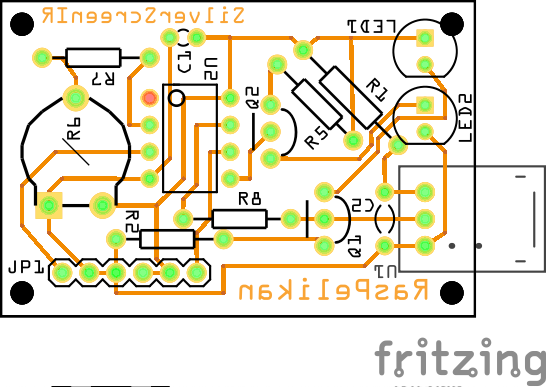 SilverScreenIR
LED1
R7
C1
U2
R6
Q2
R5
R1
LED2
R8
C2
R2
Q1
JP1
U1
RasPelikan
fritzing